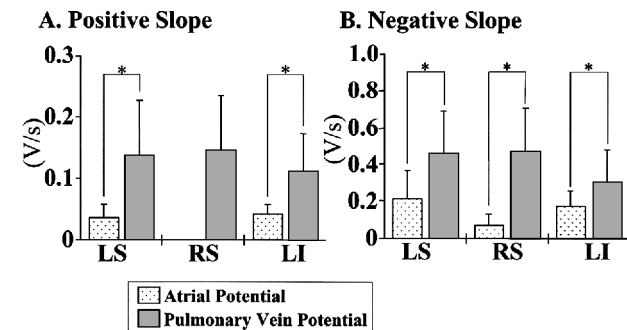 A. Positive Slope
0.3
0.2
0.1
0
(V/s)
*
*
LS
RS
LI
B. Negative Slope
1.0
0.8
0.6
0.4
0.2
0
(V/s)
*
*
*
LS
RS
LI
Atrial Potential
Pulmonary Vein Potential